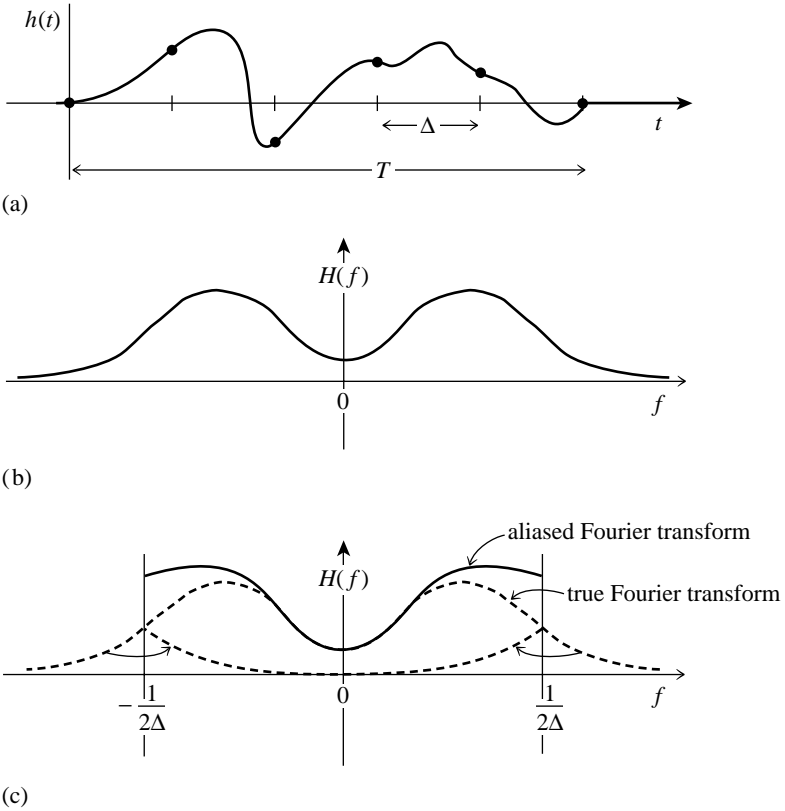 h(t)
Δ
t
T
(a)
H(f)
0
f
(b)
aliased Fourier transform
H(f)
true Fourier transform
− 1/2Δ
0
1/2Δ
f
(c)